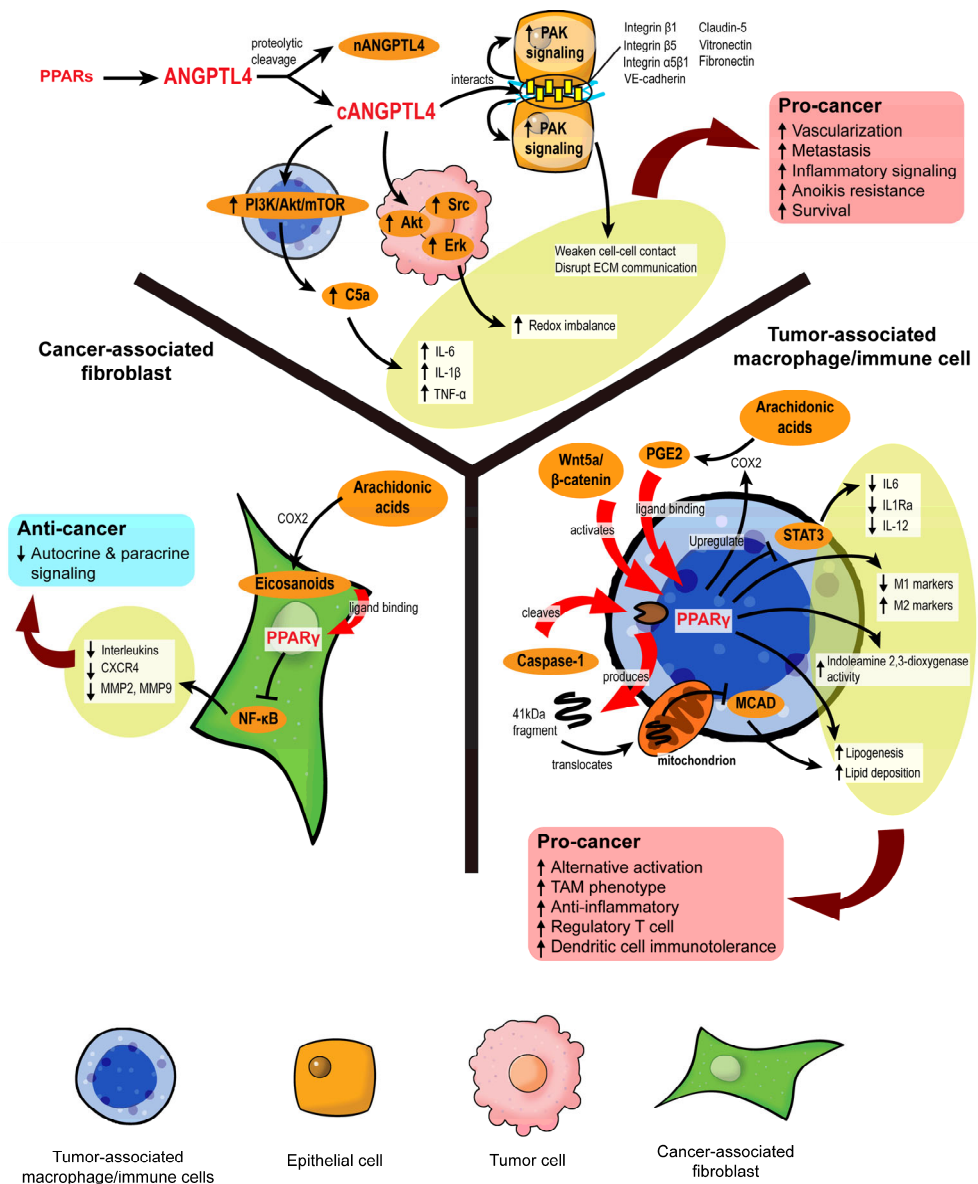 PPARs
ANGPTL4
proteolytic
cleavage
nANGPTL4
cANGPTL4
interacts
↑ PAK
signaling
↑ PAK
signaling
Integrin β1
Integrin β5
Integrin α5β1
VE-cadherin
Claudin-5
Vitronectin
Fibronectin
Pro-cancer
↑ Vascularization
↑ Metastasis
↑ Inflammatory signaling
↑ Anoikis resistance
↑ Survival
↑ PI3K/Akt/mTOR
↑ Src
↑ Akt
↑ Erk
Weaken cell-cell contact
Disrupt ECM communication
↑ C5a
↑ Redox imbalance
↑ IL-6
↑ IL-1β
↑ TNF-α
Cancer-associated
fibroblast
Tumor-associated
macrophage/immune cell
Arachidonic
acids
COX2
Eicosanoids
ligand binding
PPARγ
NF-κB
Anti-cancer
↓ Autocrine & paracrine
signaling
↓ Interleukins
↓ CXCR4
↓ MMP2, MMP9
Arachidonic
acids
PGE2
COX2
Wnt5a/
β-catenin
activates
ligand binding
Upregulate
STAT3
↓ IL6
↓ IL1Ra
↓ IL-12
↓ M1 markers
↑ M2 markers
cleaves
PPARγ
Caspase-1
produces
↑ Indoleamine 2,3-dioxygenase
activity
41kDa
fragment
MCAD
translocates
mitochondrion
↑ Lipogenesis
↑ Lipid deposition
Pro-cancer
↑ Alternative activation
↑ TAM phenotype
↑ Anti-inflammatory
↑ Regulatory T cell
↑ Dendritic cell immunotolerance
Tumor-associated
macrophage/immune cells
Epithelial cell
Tumor cell
Cancer-associated
fibroblast